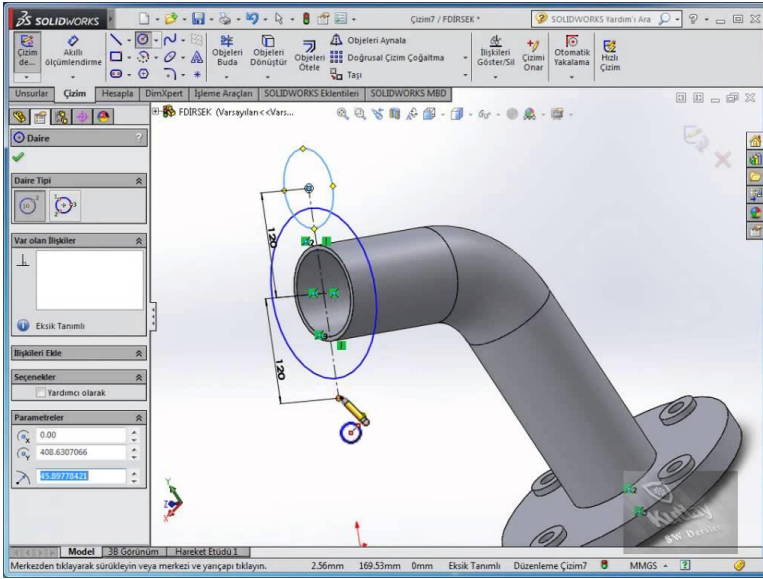 SOLIDWORKS
Çizim7 / FDİRSEK *
SOLIDWORKS Yardım'ı Ara
Çizim de...
Akıllı ölçümlendirme
Objeleri Buda
Objeleri Dönüştür
Objeleri Ötele
Objeleri Aynala
Doğrusal Çizim Çoğaltma
Taşı
İlişkileri Göster/Sil
Çizimi Onar
Otomatik Yakalama
Hızlı Çizim
Unsurlar Çizim Hesapla DimXpert İşleme Araçları SOLIDWORKS Eklentileri SOLIDWORKS MBD
FDİRSEK (Varsayılan<<Vars...
Daire ?
Daire Tipi
Var olan İlişkiler
Eksik Tanımlı
İlişkileri Ekle
Seçenekler
Yardımcı olarak
Parametreler
0.00
408.6307066
45.89778421
120
120
Y
Z
X
Kırtay
SW Dersleri
Model 3B Görünüm Hareket Etüdü 1
Merkezden tıklayarak sürükleyin veya merkezi ve yarıçapı tıklayın. 2.56mm 169.53mm 0mm Eksik Tanımlı Düzenleme Çizim7 MMGS